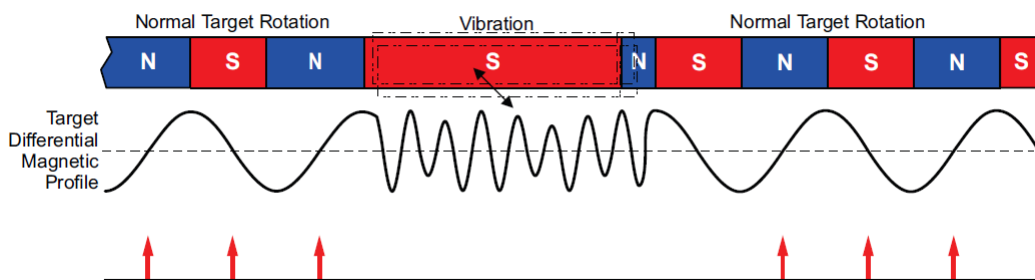 Normal Target Rotation
Vibration
Normal Target Rotation
N S N S N S N S N S
Target
Differential
Magnetic
Profile